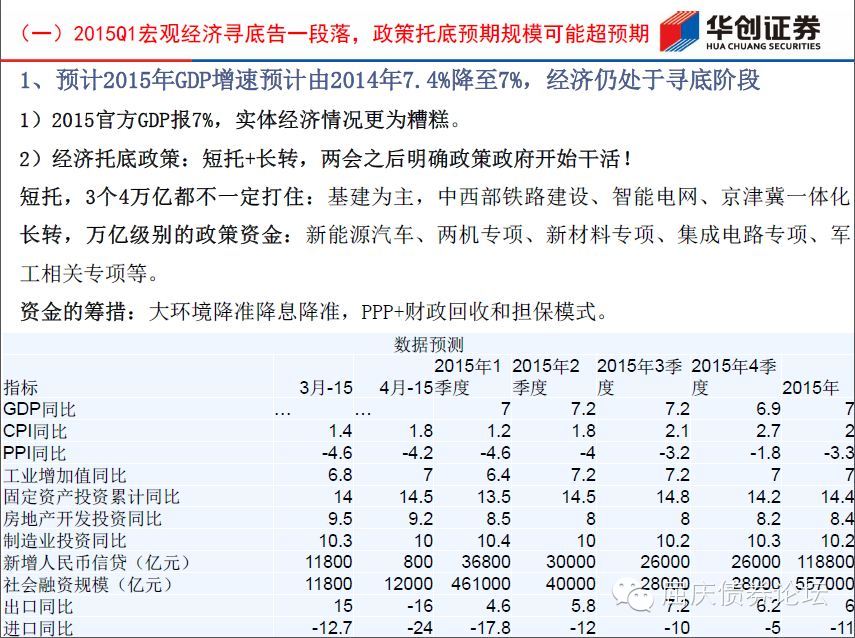 （一）2015Q1宏观经济寻底告一段落，政策托底预期规模可能超预期
华创证券
HUA CHUANG SECURITIES
1、预计2015年GDP增速预计由2014年7.4%降至7%，经济仍处于寻底阶段
1）2015官方GDP报7%，实体经济情况更为糟糕。
2）经济托底政策：短托+长转，两会之后明确政策政府开始干活！
短托，3个4万亿都不一定打住：基建为主，中西部铁路建设、智能电网、京津冀一体化
长转，万亿级别的政策资金：新能源汽车、两机专项、新材料专项、集成电路专项、军
工相关专项等。
资金的筹措：大环境降准降息降准，PPP+财政回收和担保模式。
数据预测
指标 3月-15 4月-15 2015年1季度 2015年2季度 2015年3季度 2015年4季度 2015年
GDP同比 … … 7 7.2 7.2 6.9 7
CPI同比 1.4 1.8 1.2 1.8 2.1 2.7 2
PPI同比 -4.6 -4.2 -4.6 -4 -3.2 -1.8 -3.3
工业增加值同比 6.8 7 6.4 7.2 7.2 7 7
固定资产投资累计同比 14 14.5 13.5 14.5 14.8 14.2 14.4
房地产开发投资同比 9.5 9.2 8.5 8 8 8.2 8.4
制造业投资同比 10.3 10 10.4 10 10.2 10.3 10.2
新增人民币信贷（亿元） 11800 800 36800 30000 26000 26000 118800
社会融资规模（亿元） 11800 12000 461000 40000 28000 28000 557000
出口同比 15 -16 4.6 5.8 7.2 6.2 6
进口同比 -12.7 -24 -17.8 -12 -10 -5 -11
庆债券论坛